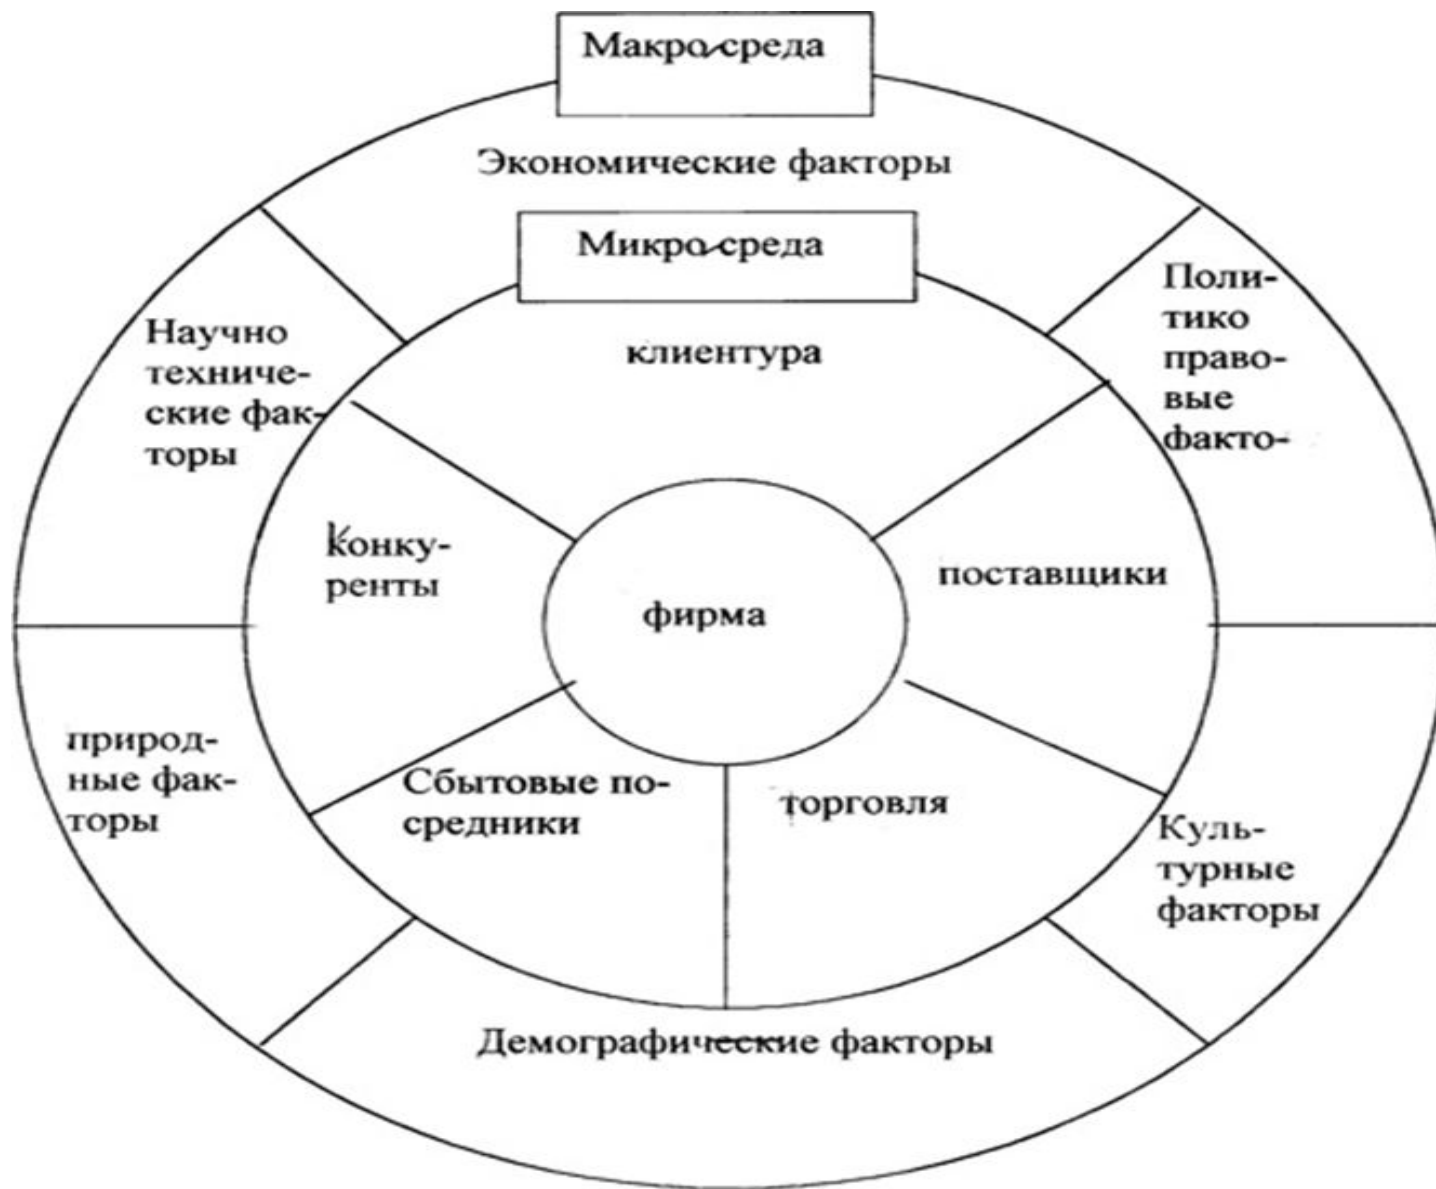 Макро-среда
Экономические факторы
Микро-среда
клиентура
Научно
техниче-
ские фак-
торы
Поли-
тико
право-
вые
факто-
конку-
ренты
фирма
поставщики
природ-
ные фак-
торы
Сбытовые по-
средники
торговля
Куль-
турные
факторы
Демографические факторы